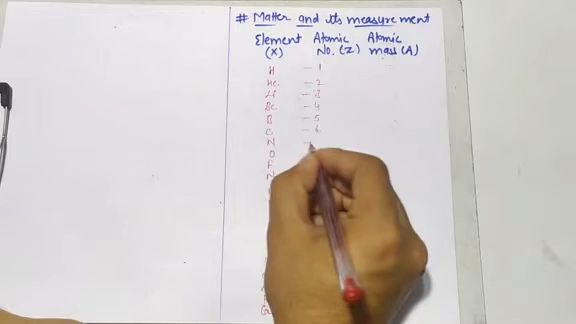 # Matter and its measurement
Element Atomic Atomic
(X) No. (Z) mass (A)
H - 1
He - 2
Li - 3
Be - 4
B - 5
C - 6
N -
O
F
N